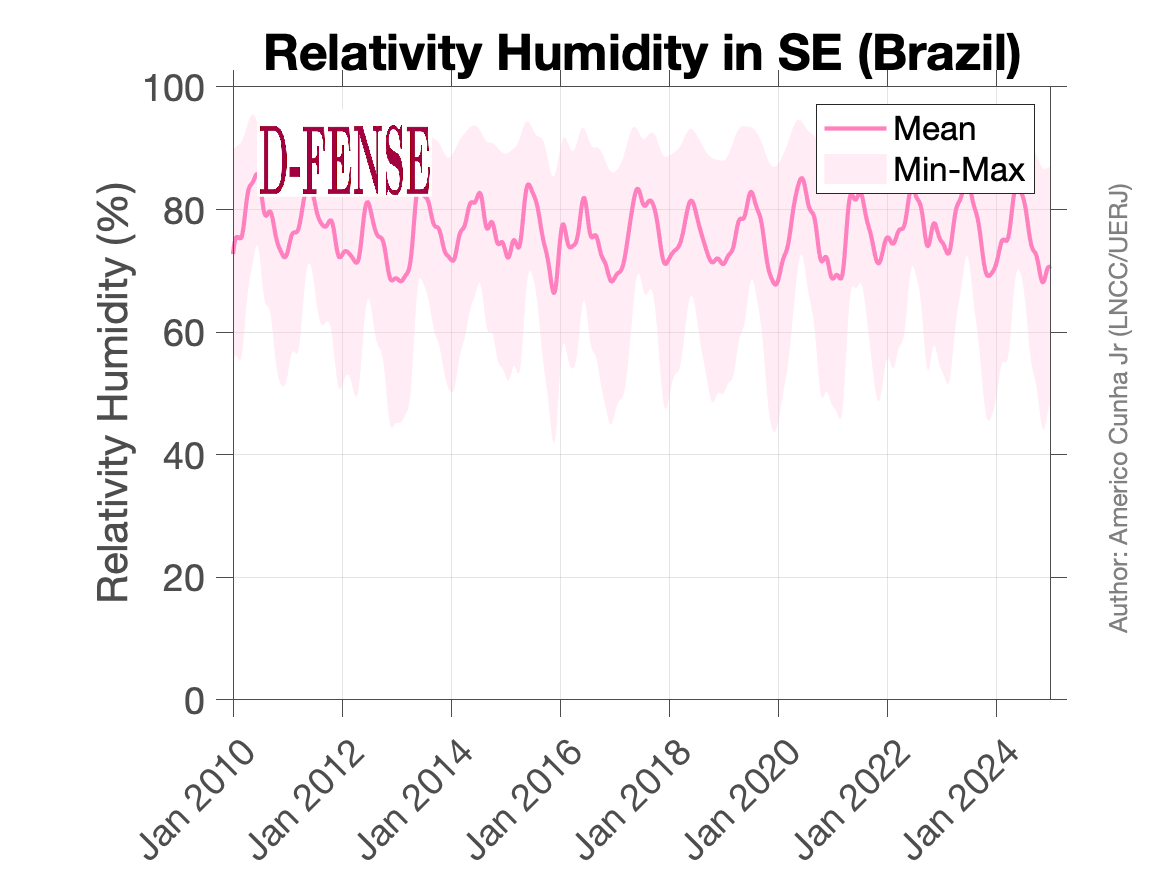 Relativity Humidity in SE (Brazil)
100
80
60
40
20
0
Relativity Humidity (%)
D-FENSE
Mean
Min-Max
Jan 2010
Jan 2012
Jan 2014
Jan 2016
Jan 2018
Jan 2020
Jan 2022
Jan 2024
Author: Americo Cunha Jr (LNCC/UERJ)